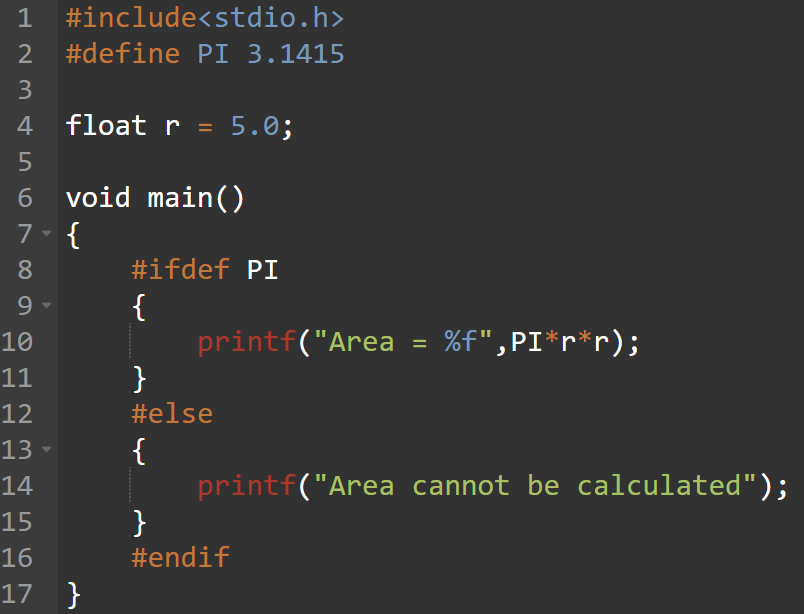 1 #include<stdio.h>
2 #define PI 3.1415
3
4 float r = 5.0;
5
6 void main()
7 {
8     #ifdef PI
9     {
10         printf("Area = %f",PI*r*r);
11     }
12     #else
13     {
14         printf("Area cannot be calculated");
15     }
16     #endif
17 }